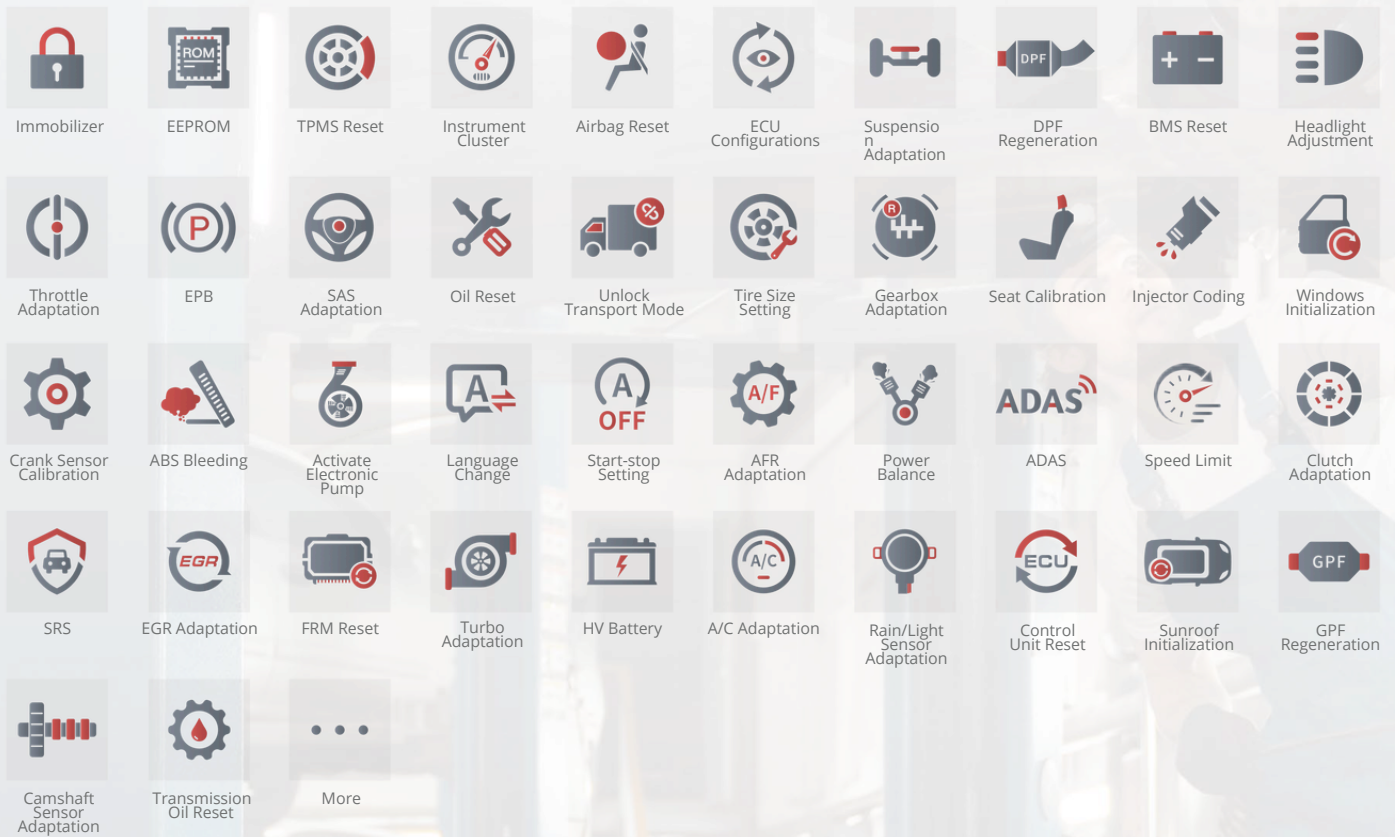 ROM
DPF
Immobilizer
EEPROM
TPMS Reset
Instrument
Cluster
Airbag Reset
ECU
Configurations
Suspensio
n
Adaptation
DPF
Regeneration
BMS Reset
Headlight
Adjustment
P
R
Throttle
Adaptation
EPB
SAS
Adaptation
Oil Reset
Unlock
Transport Mode
Tire Size
Setting
Gearbox
Adaptation
Seat Calibration
Injector Coding
Windows
Initialization
A
A
OFF
A/F
ADAS
Crank Sensor
Calibration
ABS Bleeding
Activate
Electronic
Pump
Language
Change
Start-stop
Setting
AFR
Adaptation
Power
Balance
ADAS
Speed Limit
Clutch
Adaptation
EGR
A/C
ECU
GPF
SRS
EGR Adaptation
FRM Reset
Turbo
Adaptation
HV Battery
A/C Adaptation
Rain/Light
Sensor
Adaptation
Control
Unit Reset
Sunroof
Initialization
GPF
Regeneration
Camshaft
Sensor
Adaptation
Transmission
Oil Reset
More